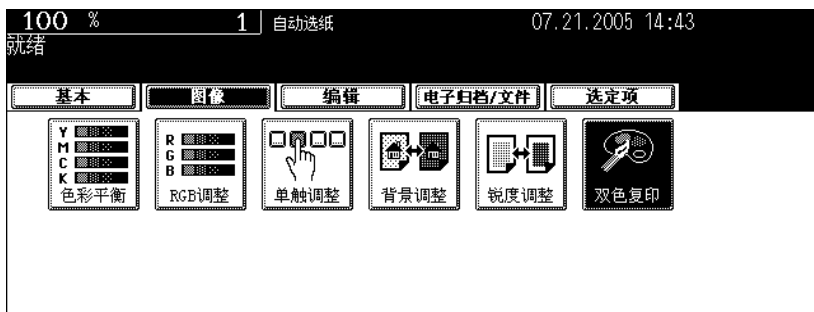 100 % 1 自动选纸 07.21.2005 14:43
就绪
基本 图像 编辑 电子归档/文件 选定项
Y
M
C
K
色彩平衡
R
G
B
RGB调整
单触调整
背景调整
锐度调整
双色复印